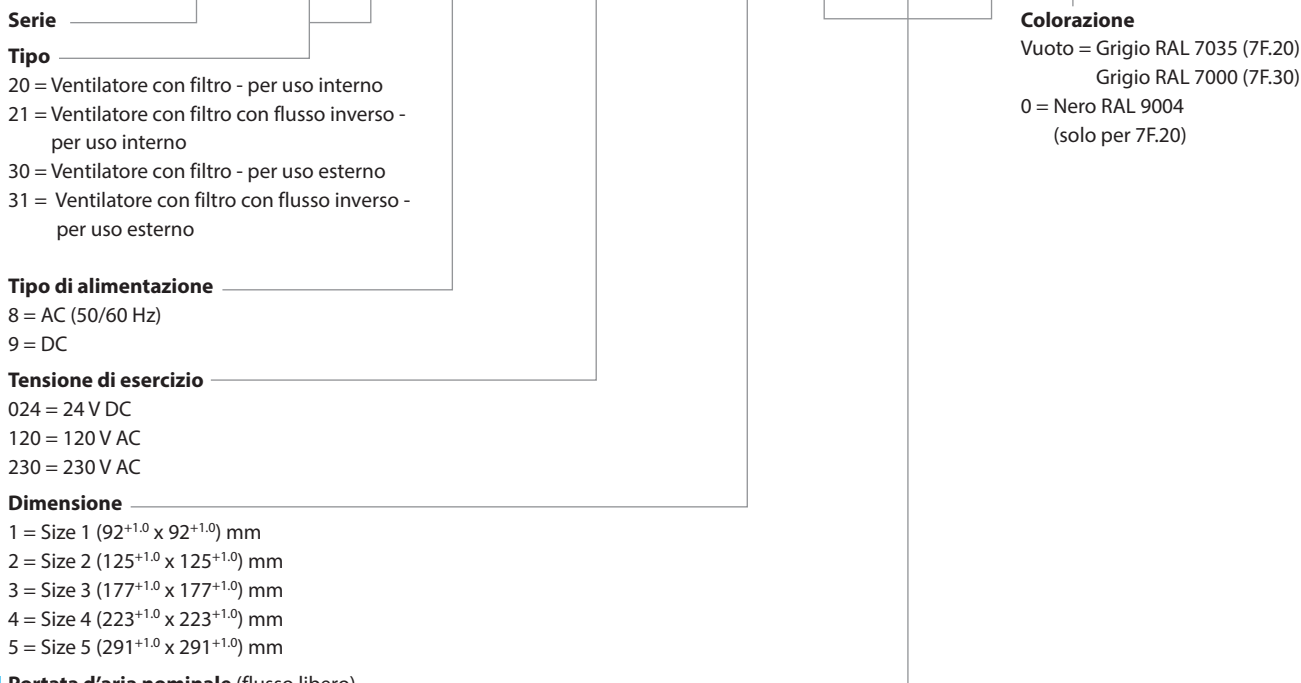 Serie
Tipo
20 = Ventilatore con filtro - per uso interno
21 = Ventilatore con filtro con flusso inverso -
per uso interno
30 = Ventilatore con filtro - per uso esterno
31 = Ventilatore con filtro con flusso inverso -
per uso esterno
Tipo di alimentazione
8 = AC (50/60 Hz)
9 = DC
Tensione di esercizio
024 = 24 V DC
120 = 120 V AC
230 = 230 V AC
Dimensione
1 = Size 1 (92+1.0 x 92+1.0) mm
2 = Size 2 (125+1.0 x 125+1.0) mm
3 = Size 3 (177+1.0 x 177+1.0) mm
4 = Size 4 (223+1.0 x 223+1.0) mm
5 = Size 5 (291+1.0 x 291+1.0) mm
Portata d'aria nominale (flusso libero)
Colorazione
Vuoto = Grigio RAL 7035 (7F.20)
Grigio RAL 7000 (7F.30)
0 = Nero RAL 9004
(solo per 7F.20)